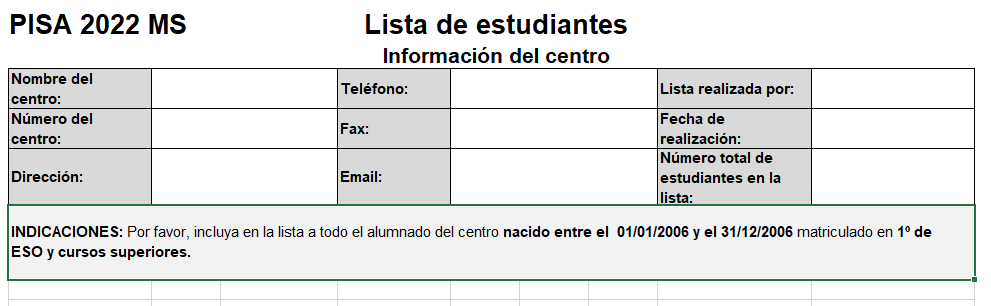 PISA 2022 MS Lista de estudiantes
Información del centro
Nombre del centro: Teléfono: Lista realizada por:
Número del centro: Fax: Fecha de realización:
Dirección: Email: Número total de estudiantes en la lista:
INDICACIONES: Por favor, incluya en la lista a todo el alumnado del centro nacido entre el 01/01/2006 y el 31/12/2006 matriculado en 1º de
ESO y cursos superiores.